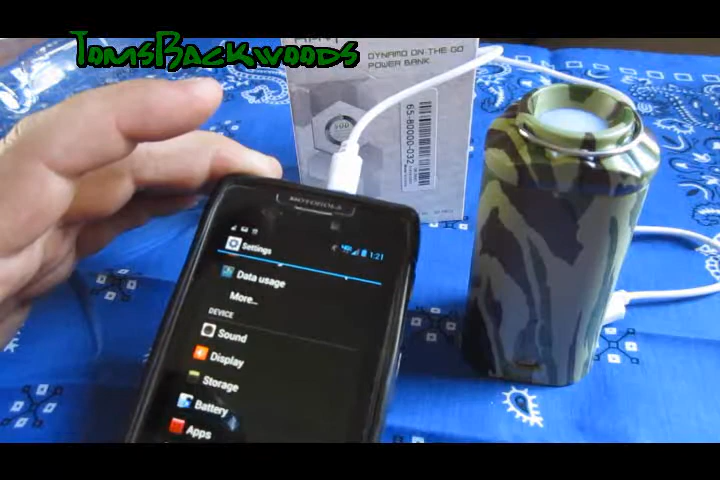 TomsBackwoods
DYNAMO ON THE GO
POWER BANK
65-80000-032
MOTOROLA
1:21
Settings
Data usage
More...
DEVICE
Sound
Display
Storage
Battery
Apps